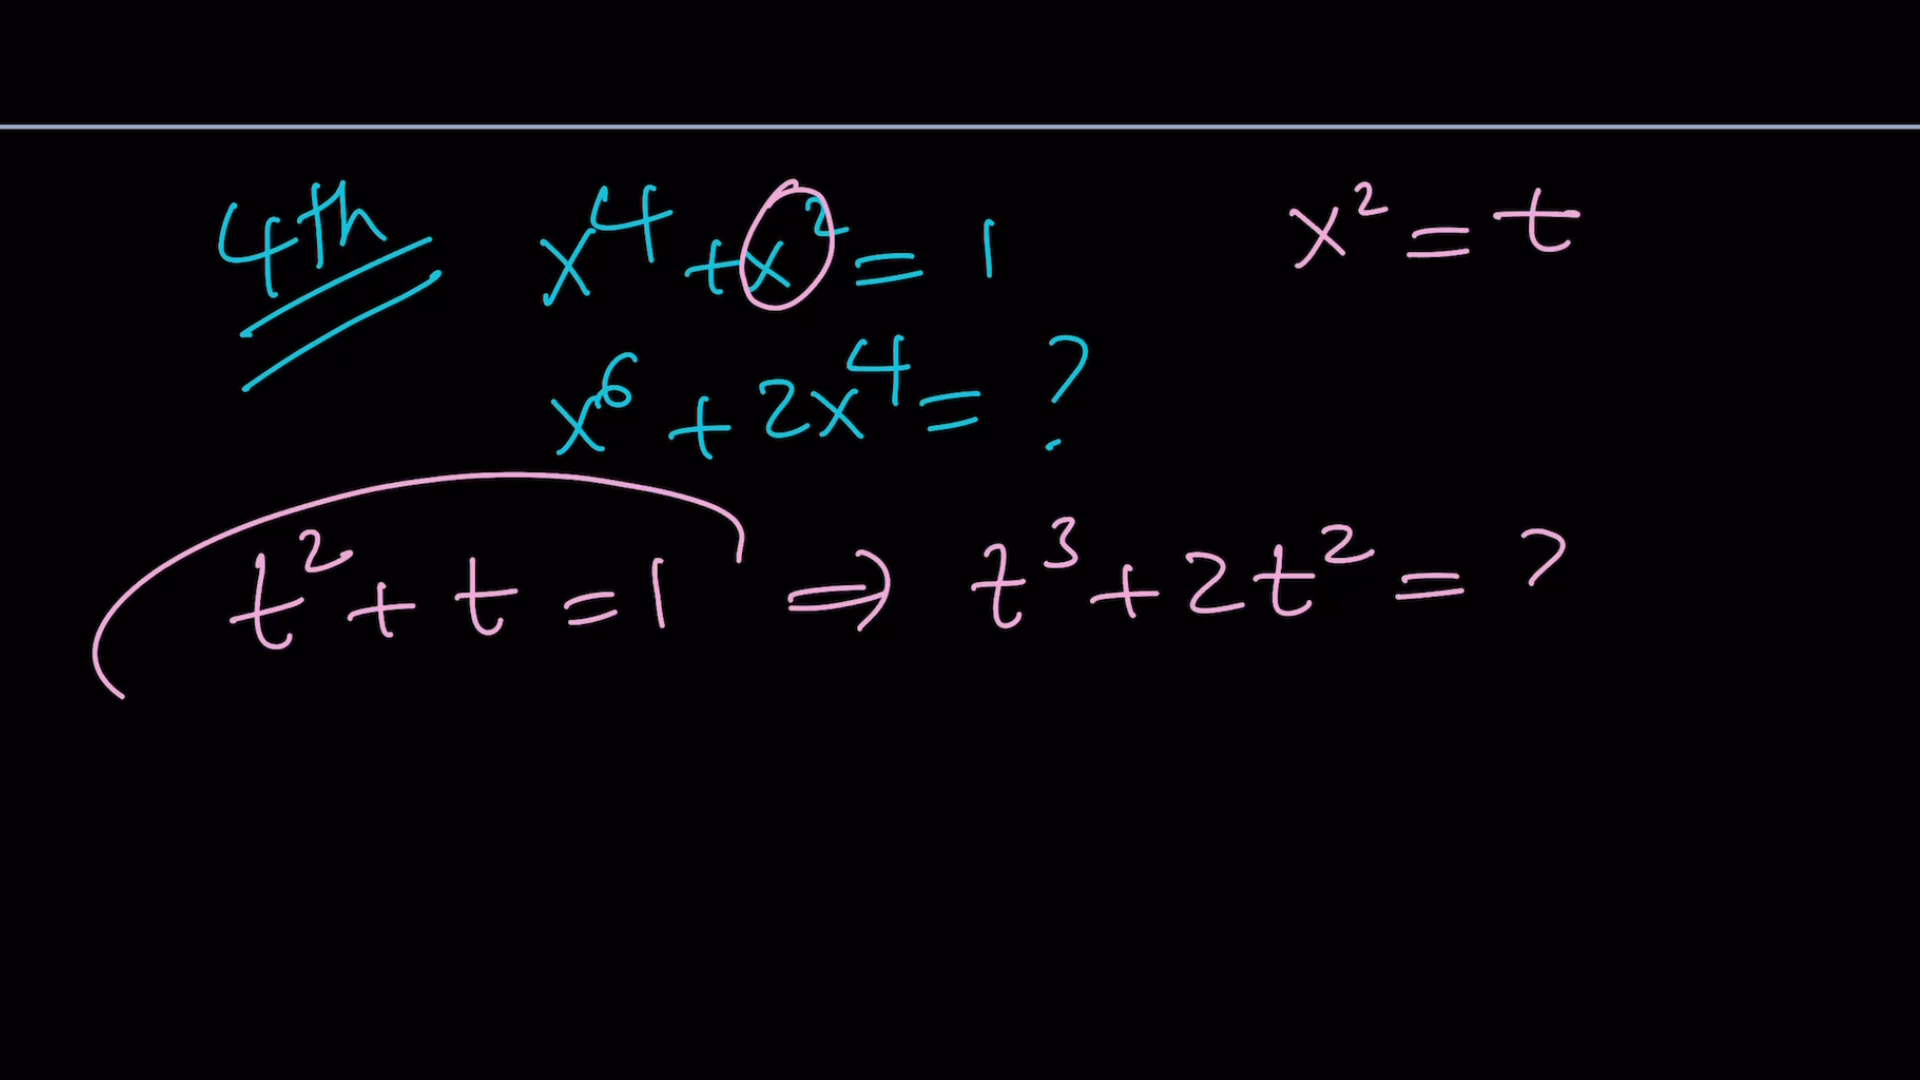 4th x⁴ + x² = 1 x² = t
x⁶ + 2x⁴ = ?
t² + t = 1 ⇒ t³ + 2t² = ?